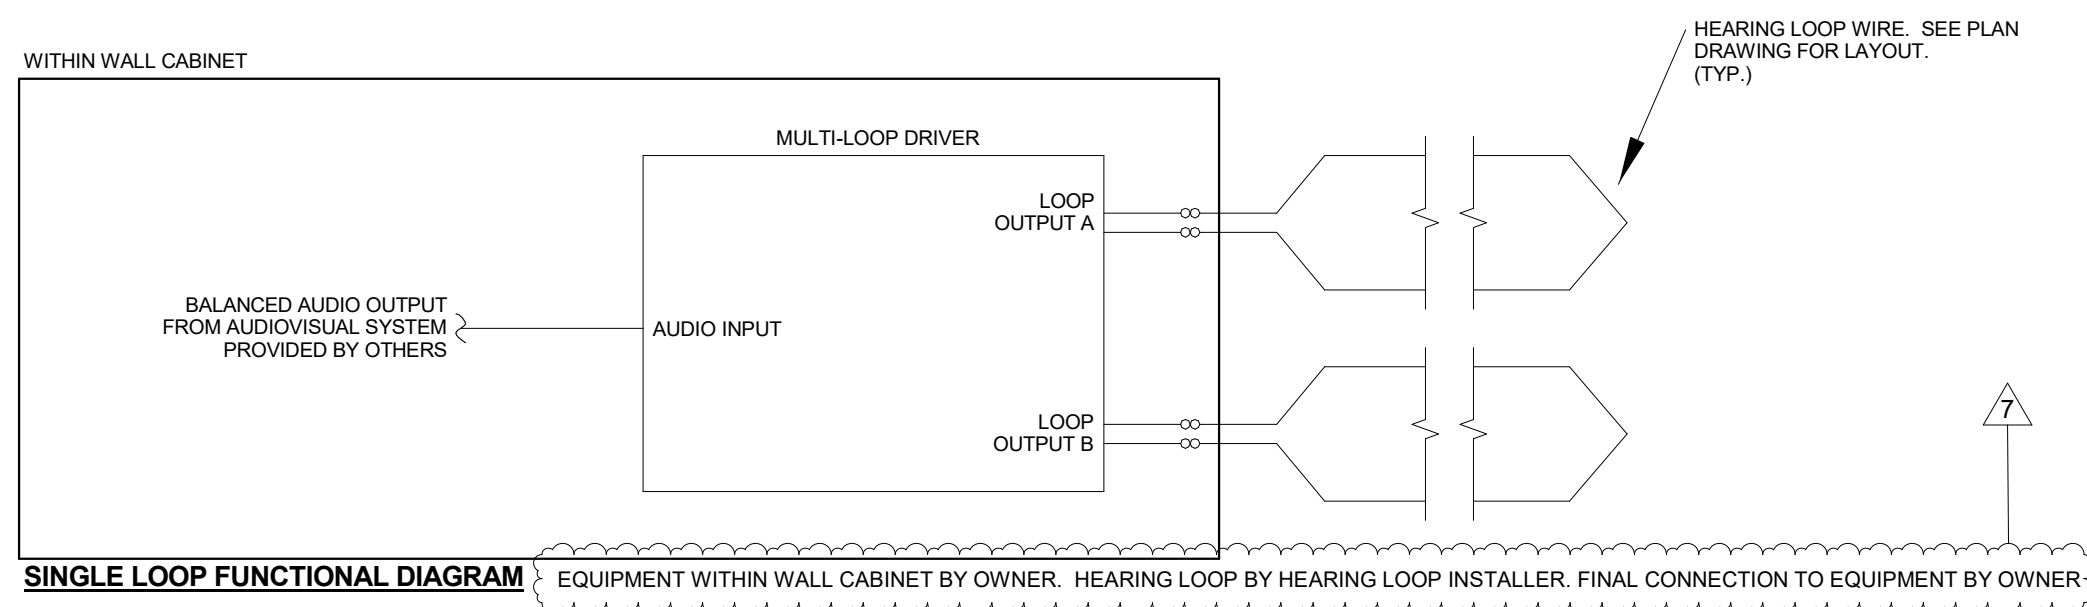 HEARING LOOP WIRE. SEE PLAN
DRAWING FOR LAYOUT.
(TYP.)
WITHIN WALL CABINET
MULTI-LOOP DRIVER
LOOP
OUTPUT A
BALANCED AUDIO OUTPUT
FROM AUDIOVISUAL SYSTEM
PROVIDED BY OTHERS
AUDIO INPUT
LOOP
OUTPUT B
7
SINGLE LOOP FUNCTIONAL DIAGRAM
EQUIPMENT WITHIN WALL CABINET BY OWNER. HEARING LOOP BY HEARING LOOP INSTALLER. FINAL CONNECTION TO EQUIPMENT BY OWNER